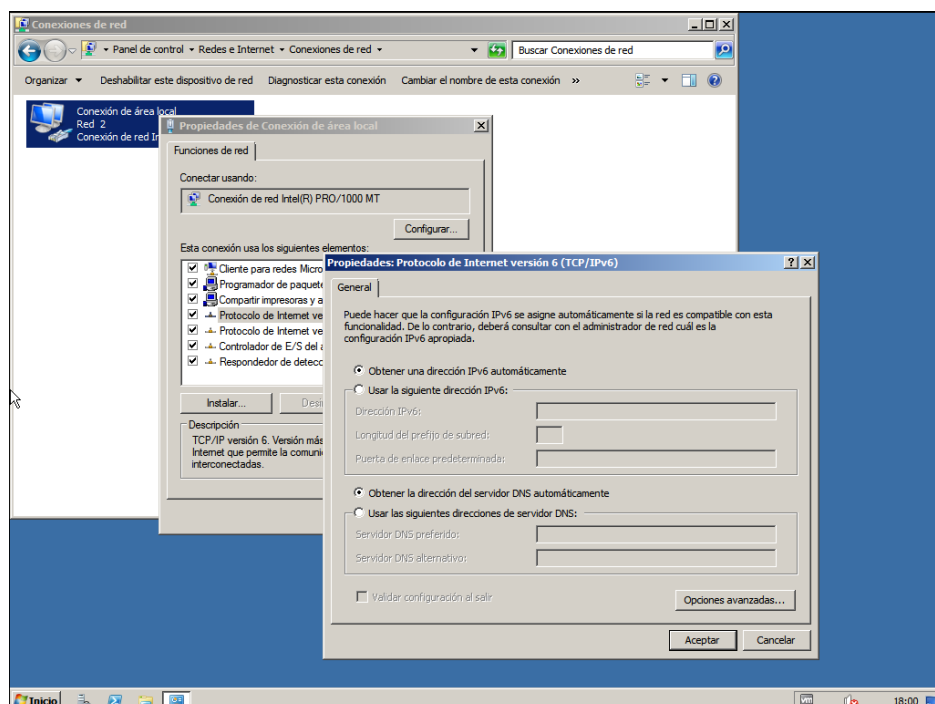 Conexiones de red
Panel de control Redes e Internet Conexiones de red
Buscar Conexiones de red
Organizar Deshabilitar este dispositivo de red Diagnosticar esta conexión Cambiar el nombre de esta conexión »
Conexión de área local
Red 2
Conexión de red In
Propiedades de Conexión de área local
Funciones de red
Conectar usando:
Conexión de red Intel(R) PRO/1000 MT
Configurar...
Esta conexión usa los siguientes elementos:
Cliente para redes Micro
Programador de paquete
Compartir impresoras y a
Protocolo de Internet ve
Protocolo de Internet ve
Controlador de E/S del a
Respondedor de detecc
Instalar...
Desi
Descripción
TCP/IP versión 6. Versión más
Internet que permite la comuni
interconectadas.
Propiedades: Protocolo de Internet versión 6 (TCP/IPv6)
General
Puede hacer que la configuración IPv6 se asigne automáticamente si la red es compatible con esta
funcionalidad. De lo contrario, deberá consultar con el administrador de red cuál es la
configuración IPv6 apropiada.
Obtener una dirección IPv6 automáticamente
Usar la siguiente dirección IPv6:
Dirección IPv6:
Longitud del prefijo de subred:
Puerta de enlace predeterminada:
Obtener la dirección del servidor DNS automáticamente
Usar las siguientes direcciones de servidor DNS:
Servidor DNS preferido:
Servidor DNS alternativo:
Validar configuración al salir
Opciones avanzadas...
Aceptar
Cancelar
Inicio
18:00